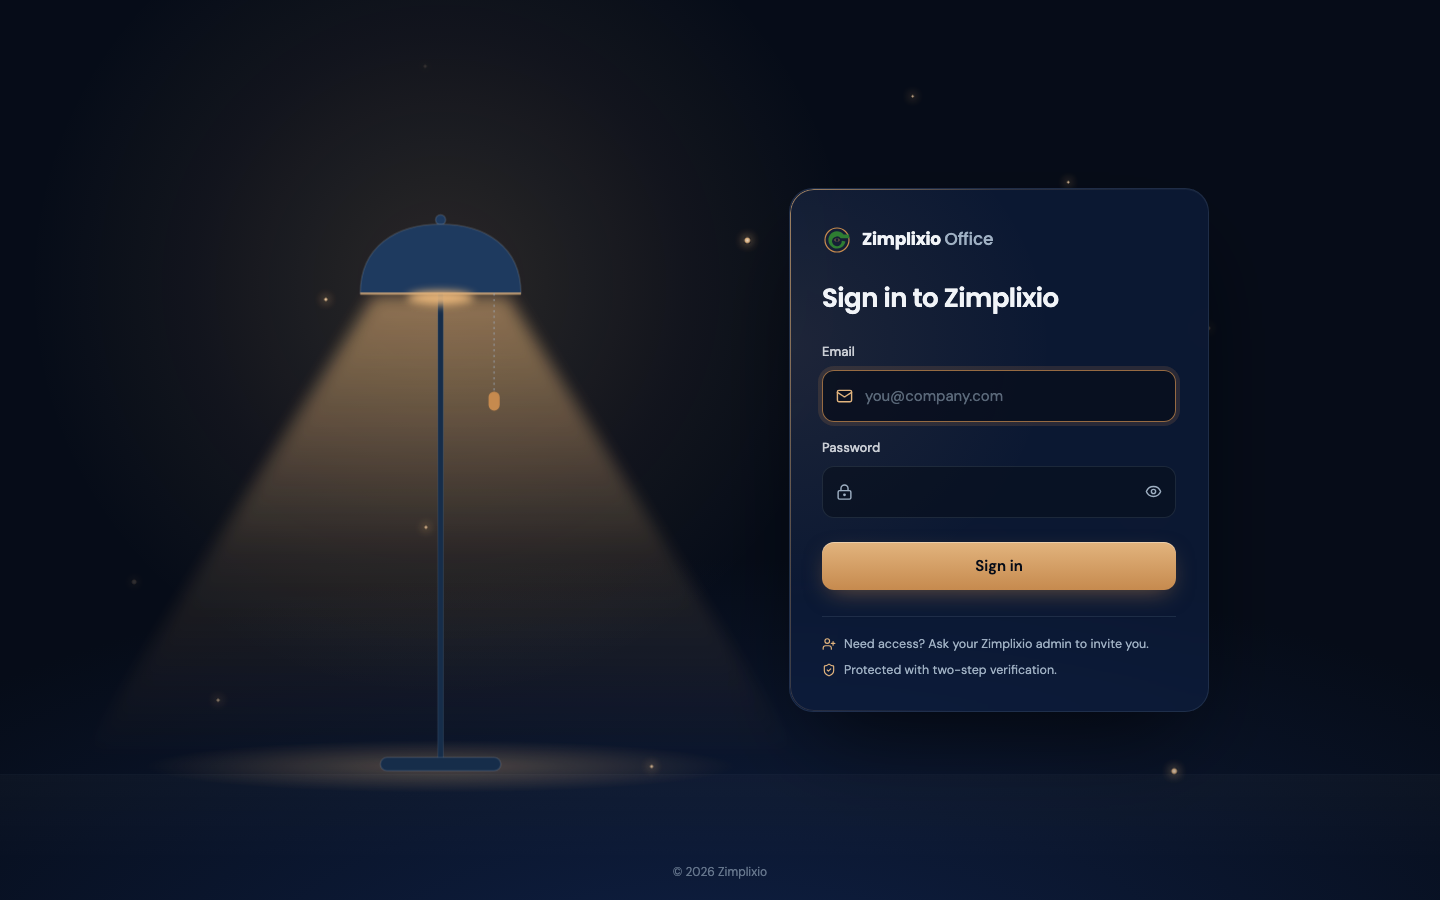 Zimplixio Office
Sign in to Zimplixio
Email
you@company.com
Password
Sign in
Need access? Ask your Zimplixio admin to invite you.
Protected with two-step verification.
© 2026 Zimplixio